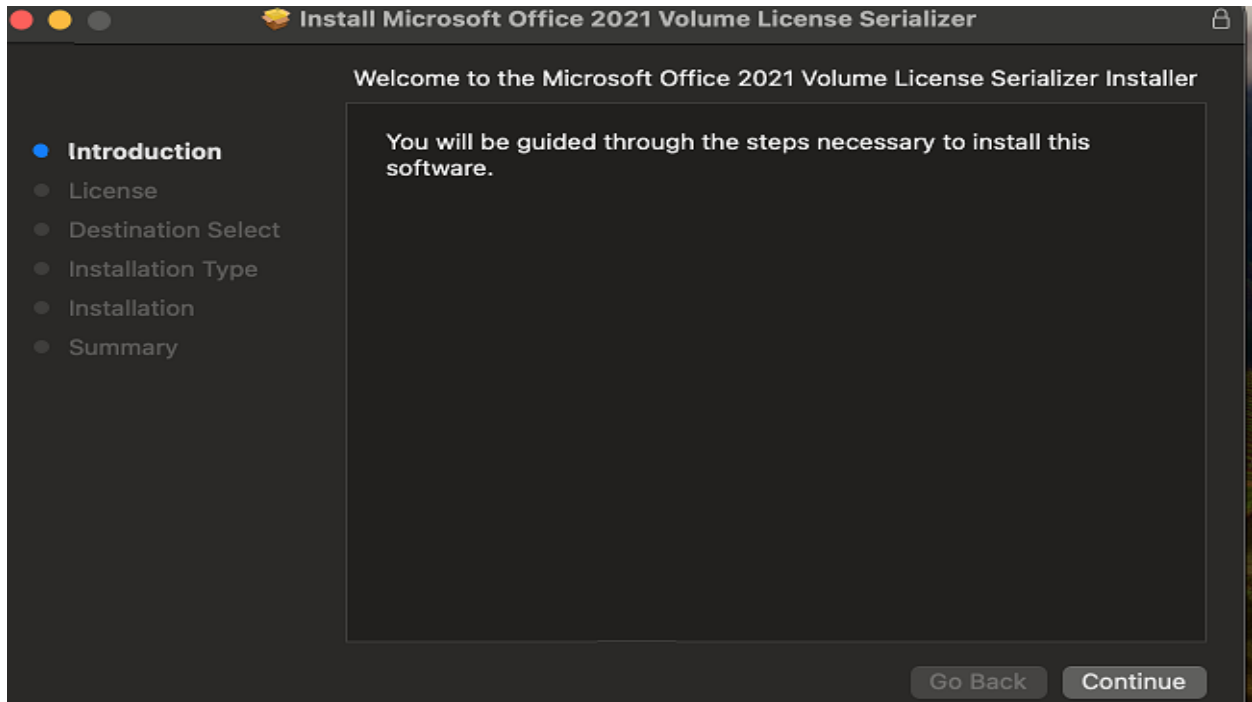 Install Microsoft Office 2021 Volume License Serializer
Welcome to the Microsoft Office 2021 Volume License Serializer Installer
Introduction
License
Destination Select
Installation Type
Installation
Summary
You will be guided through the steps necessary to install this
software.
Go Back
Continue